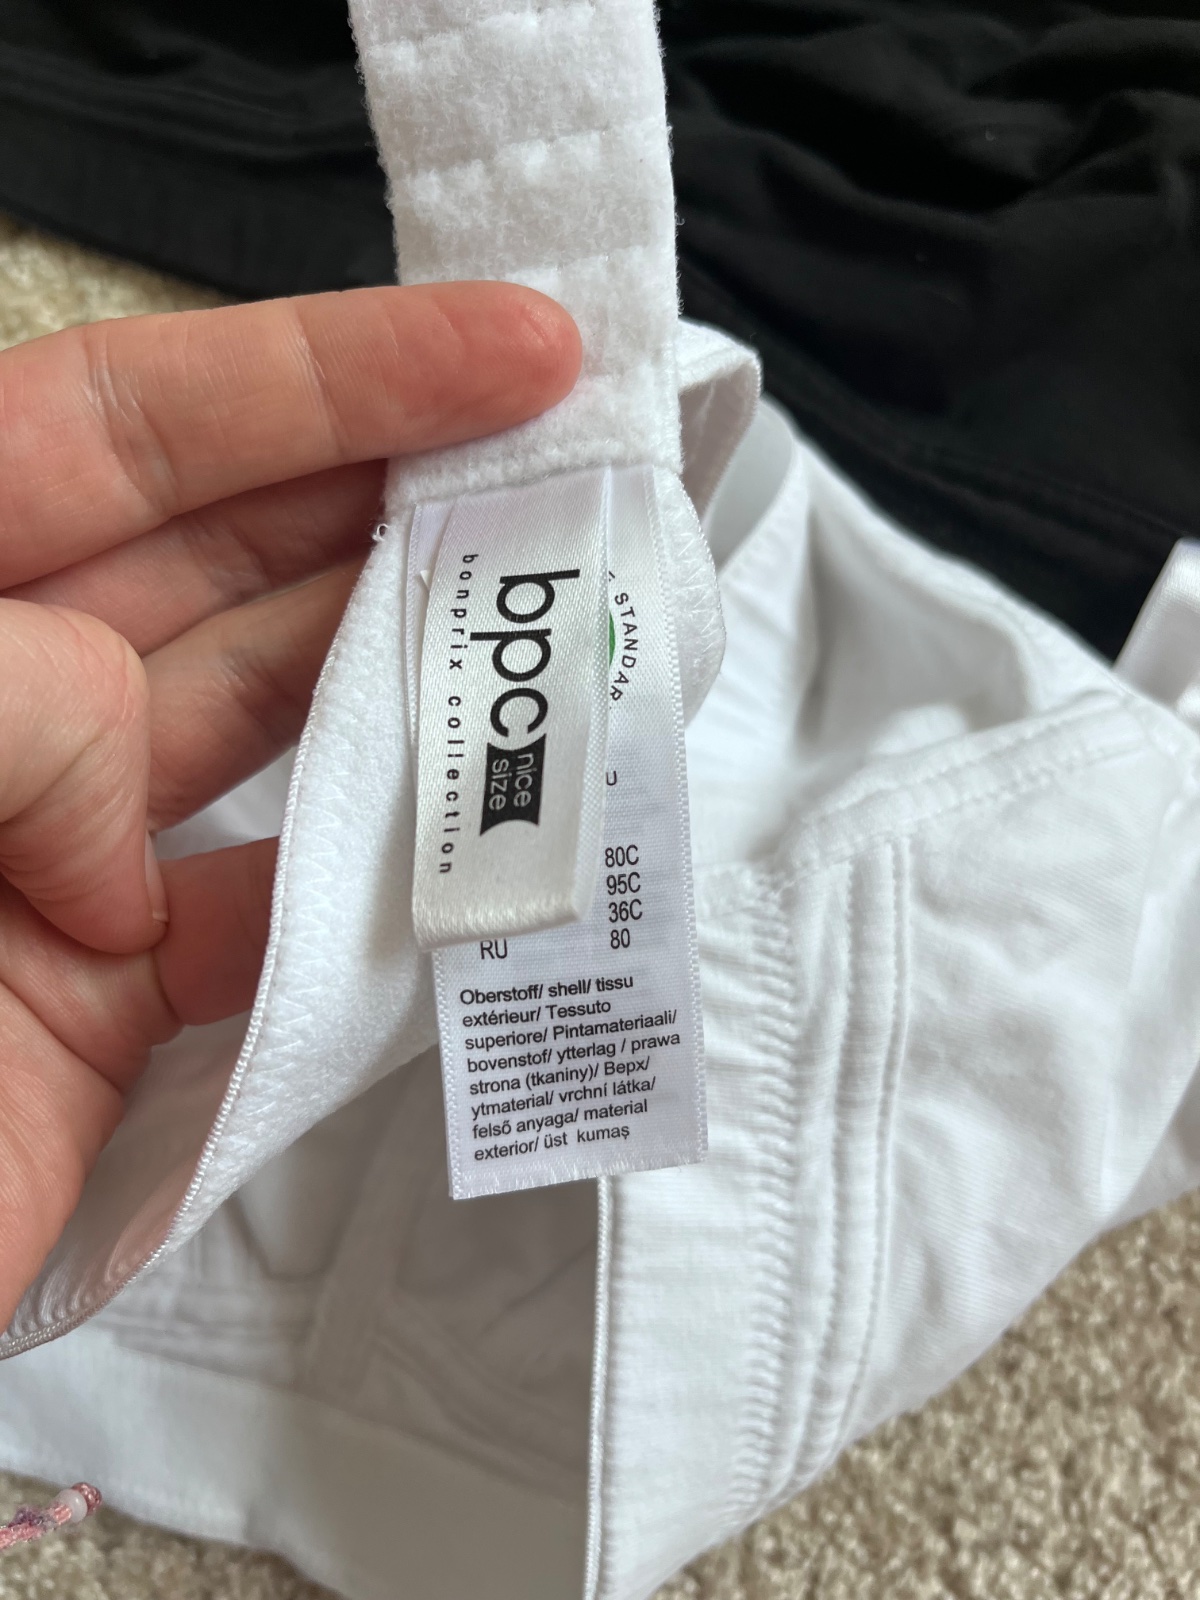 bpc
nice
size
bonprix collection
STANDAR
80C
95C
36C
RU 80
Oberstoff/ shell/ tissu
extérieur/ Tessuto
superiore/ Pintamateriaali/
bovenstof/ ytterlag / prawa
strona (tkaniny)/ Верх/
ytmaterial/ vrchní látka/
felső anyaga/ material
exterior/ üst kumaş